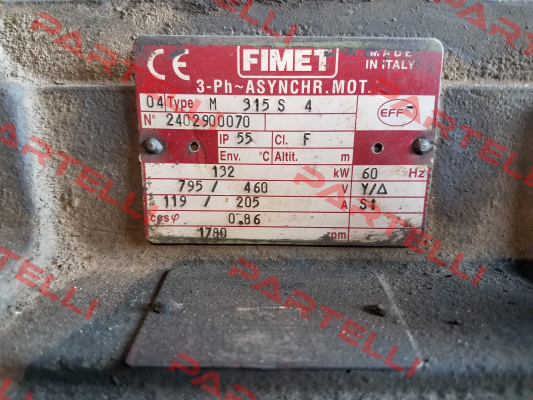 CE FIMET MADE IN ITALY
3-Ph~ASYNCHR.MOT.
04 Type M 315 S 4
EFF
N° 2402900070
IP 55 Cl. F
Env. °C Altit. m
132 kW 60 Hz
795/ 460 V Y/Δ
119 / 205 A S1
cosφ 0.86
1780 rpm
PARTELLI
PARTELLI
PARTELLI
PARTELLI
PARTELLI
PARTELLI